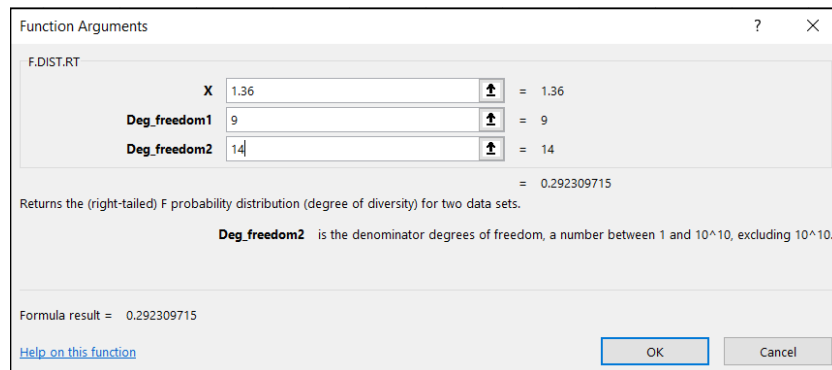 Function Arguments ? ×
F.DIST.RT
X 1.36 = 1.36
Deg_freedom1 9 = 9
Deg_freedom2 14 = 14
= 0.292309715
Returns the (right-tailed) F probability distribution (degree of diversity) for two data sets.
Deg_freedom2 is the denominator degrees of freedom, a number between 1 and 10^10, excluding 10^10.
Formula result = 0.292309715
Help on this function OK Cancel